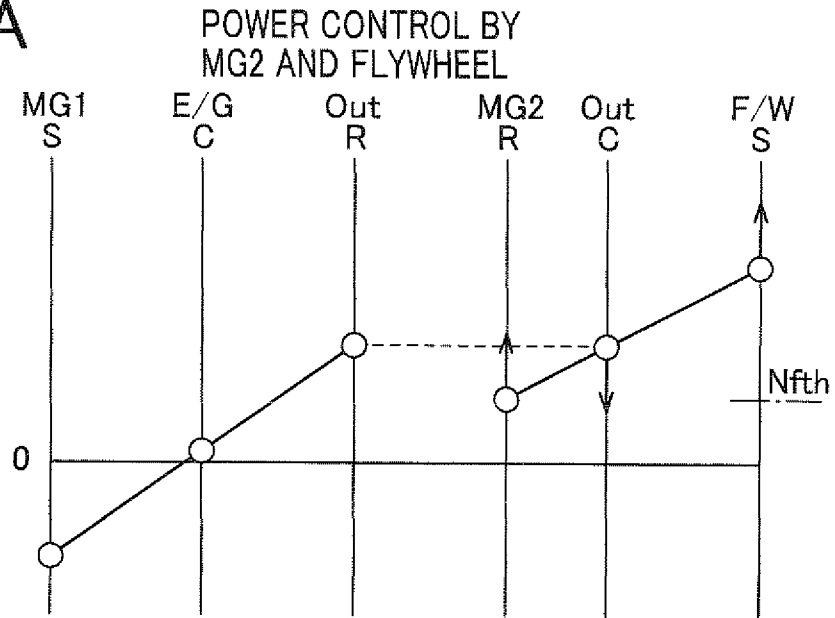 A
POWER CONTROL BY
MG2 AND FLYWHEEL
MG1 E/G Out MG2 Out F/W
S C R R C S
Nfth
0